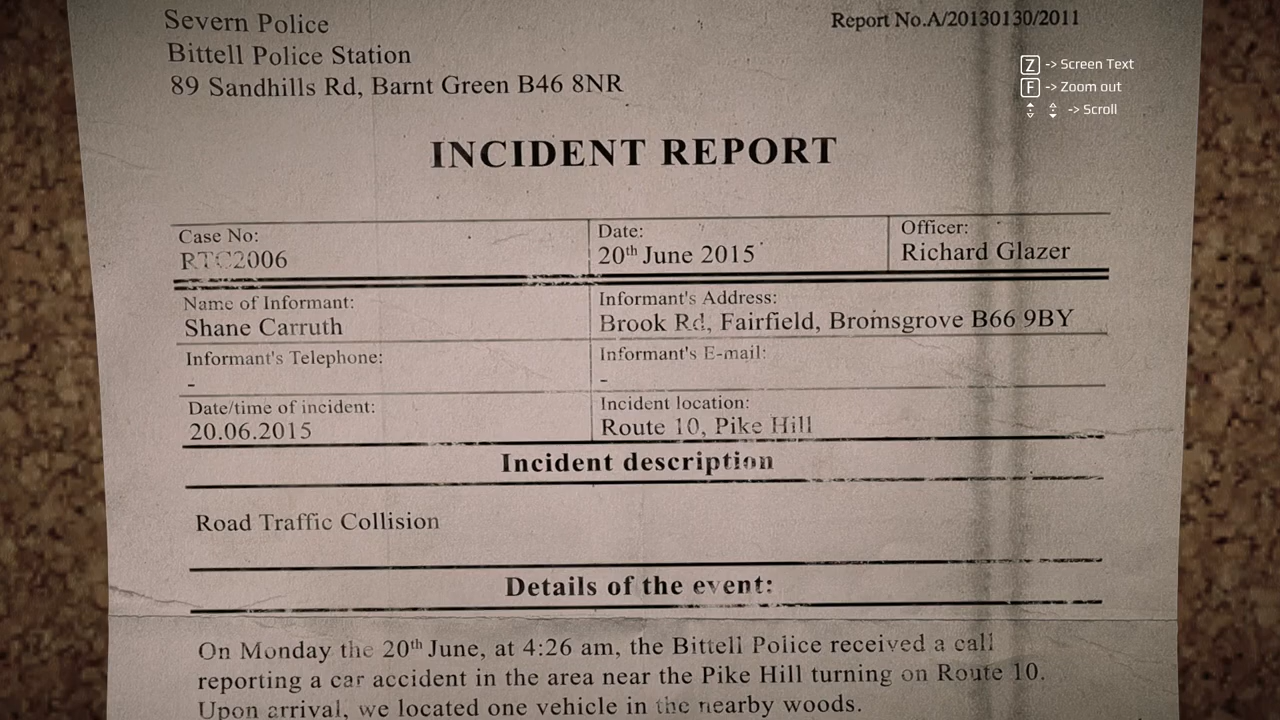 Severn Police
Report No.A/20130130/2011
Bittell Police Station
89 Sandhills Rd, Barnt Green B46 8NR
Z -> Screen Text
F -> Zoom out
-> Scroll
INCIDENT REPORT
Case No:
RTC2006
Date:
20th June 2015
Officer:
Richard Glazer
Name of Informant:
Shane Carruth
Informant's Address:
Brook Rd, Fairfield, Bromsgrove B66 9BY
Informant's Telephone:
-
Informant's E-mail:
-
Date/time of incident:
20.06.2015
Incident location:
Route 10, Pike Hill
Incident description
Road Traffic Collision
Details of the event:
On Monday the 20th June, at 4:26 am, the Bittell Police received a call
reporting a car accident in the area near the Pike Hill turning on Route 10.
Upon arrival, we located one vehicle in the nearby woods.